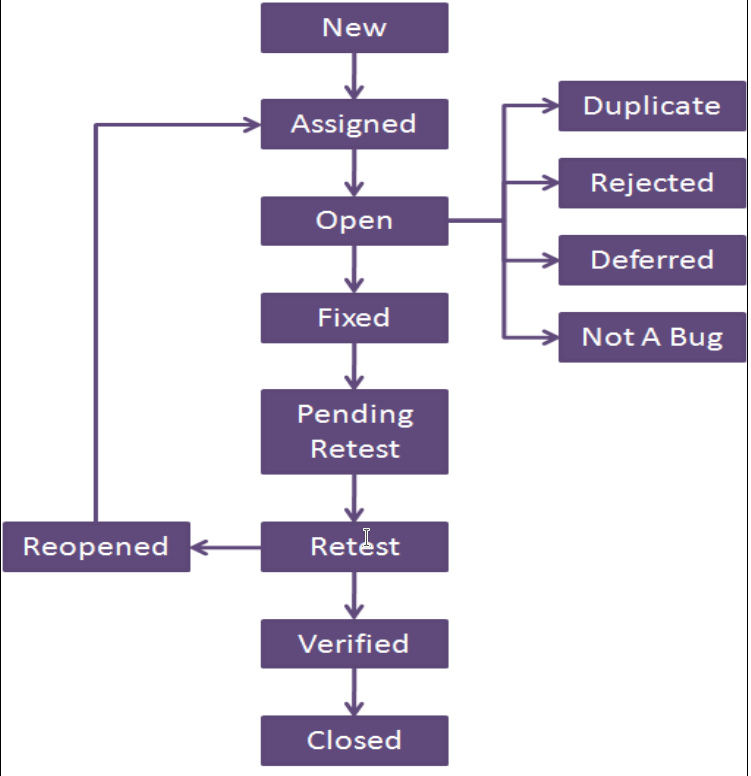 New
Assigned
Duplicate
Rejected
Open
Deferred
Fixed
Not A Bug
Pending
Retest
Reopened
Retest
Verified
Closed